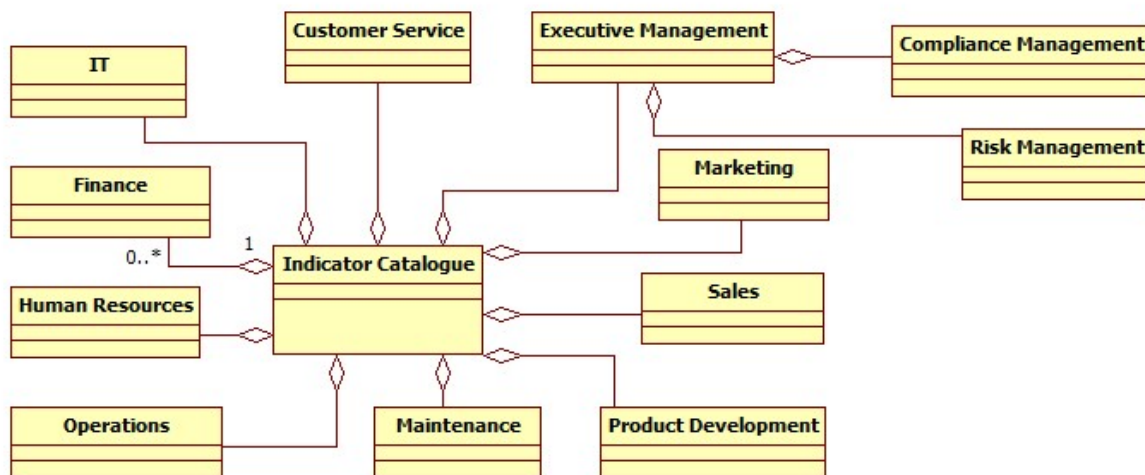 Customer Service
Executive Management
Compliance Management
IT
Risk Management
Marketing
Finance
0..*
1
Indicator Catalogue
Human Resources
Sales
Operations
Maintenance
Product Development